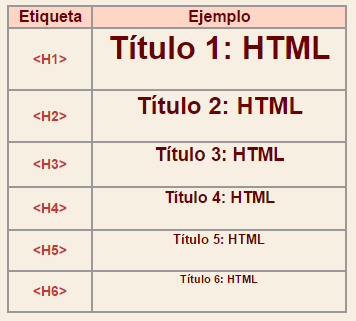 Etiqueta Ejemplo
<H1> Título 1: HTML
<H2> Título 2: HTML
<H3> Título 3: HTML
<H4> Título 4: HTML
<H5> Título 5: HTML
<H6> Título 6: HTML